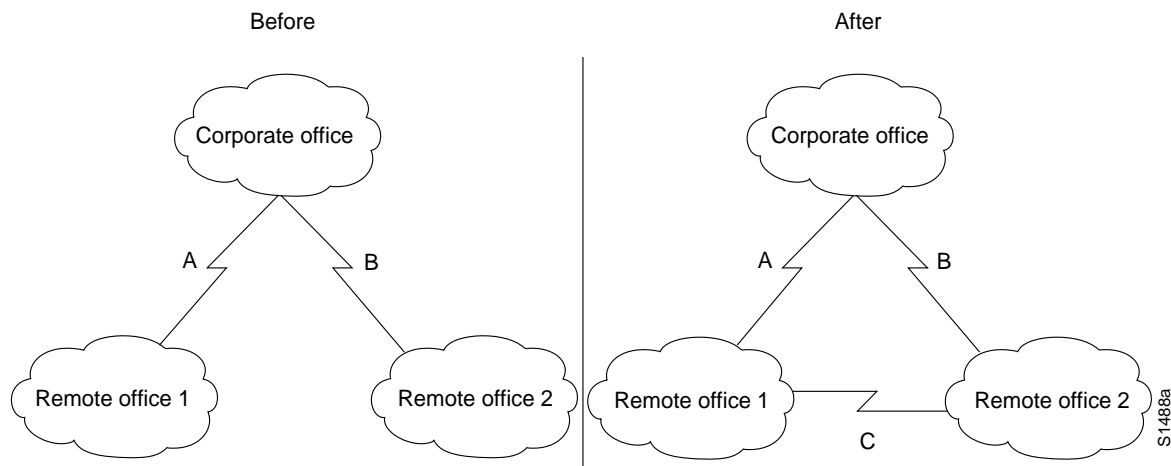 Before
After
Corporate office
Corporate office
A
B
A
B
Remote office 1
Remote office 2
Remote office 1
Remote office 2
C
S1488a